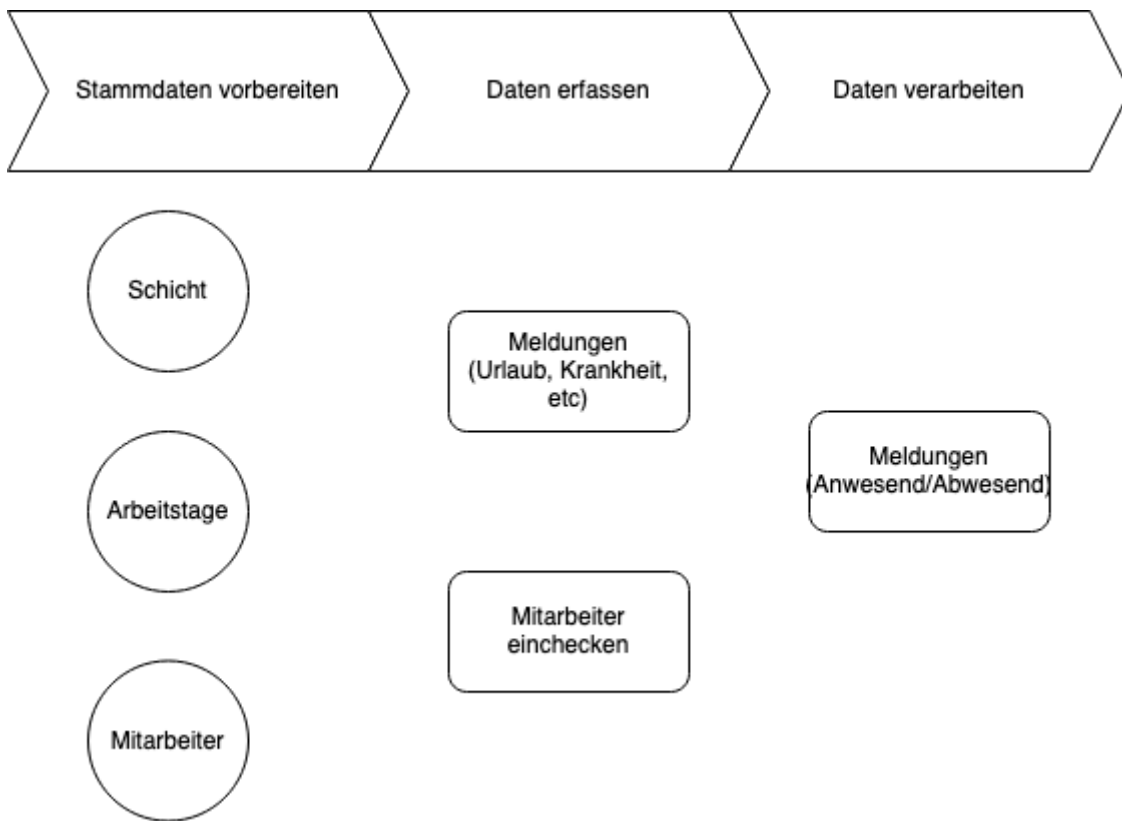 Stammdaten vorbereiten
Daten erfassen
Daten verarbeiten
Schicht
Meldungen
(Urlaub, Krankheit,
etc)
Meldungen
(Anwesend/Abwesend)
Arbeitstage
Mitarbeiter
einchecken
Mitarbeiter